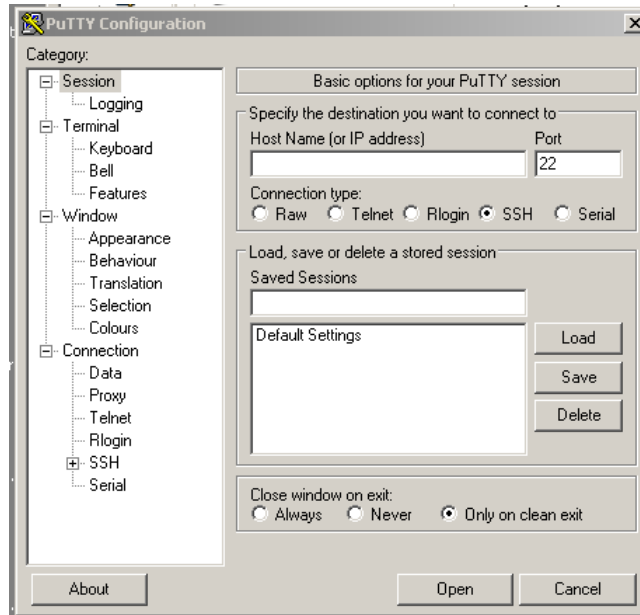 PuTTY Configuration
Category:
Session
Logging
Terminal
Keyboard
Bell
Features
Window
Appearance
Behaviour
Translation
Selection
Colours
Connection
Data
Proxy
Telnet
Rlogin
SSH
Serial
Basic options for your PuTTY session
Specify the destination you want to connect to
Host Name (or IP address) Port
22
Connection type:
Raw Telnet Rlogin SSH Serial
Load, save or delete a stored session
Saved Sessions
Default Settings
Load
Save
Delete
Close window on exit:
Always Never Only on clean exit
About Open Cancel